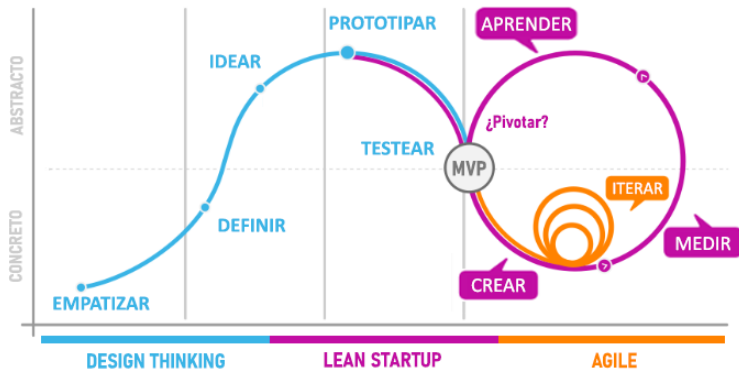 PROTOTIPAR
APRENDER
IDEAR
ABSTRACTO
¿Pivotar?
TESTEAR
MVP
ITERAR
DEFINIR
CONCRETO
MEDIR
CREAR
EMPATIZAR
DESIGN THINKING
LEAN STARTUP
AGILE